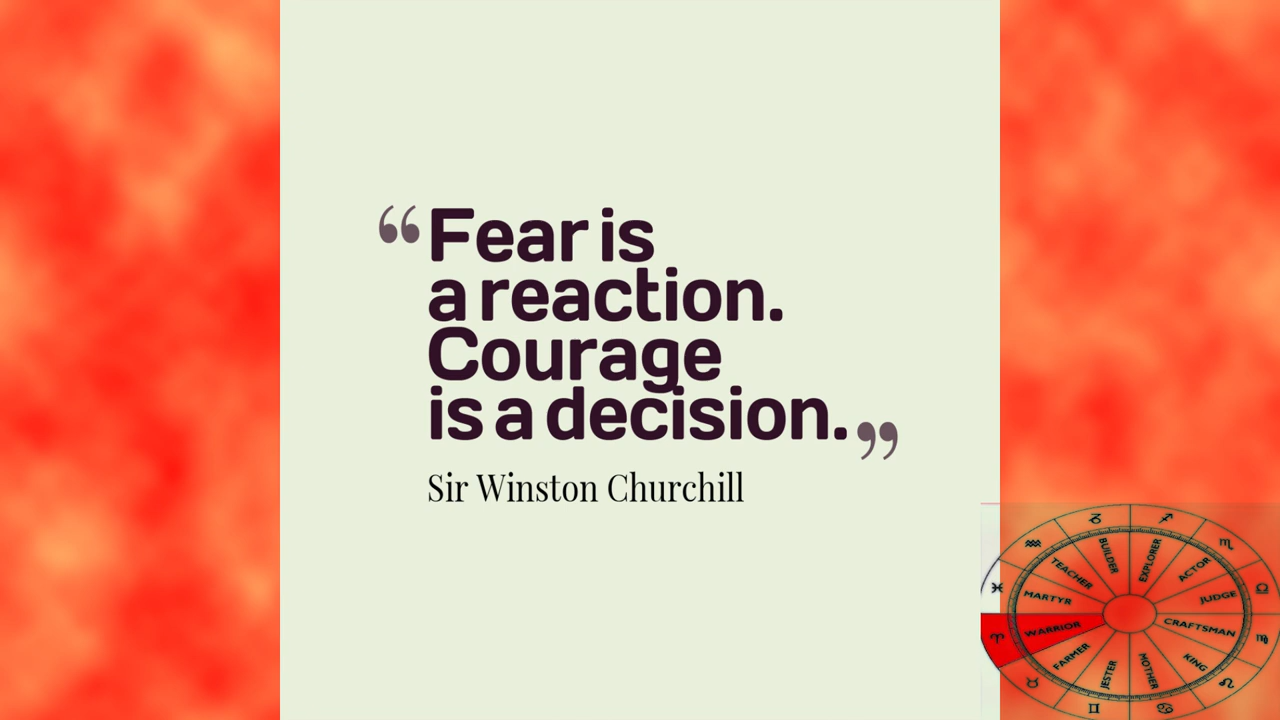 “Fear is
a reaction.
Courage
is a decision.”
Sir Winston Churchill
♑ ♐
♒ ♏
BUILDER EXPLORER
TEACHER ACTOR
♓ ♎
MARTYR JUDGE
♈ WARRIOR CRAFTSMAN ♍
FARMER KING
JESTER MOTHER
♉ ♌
♊ ♋